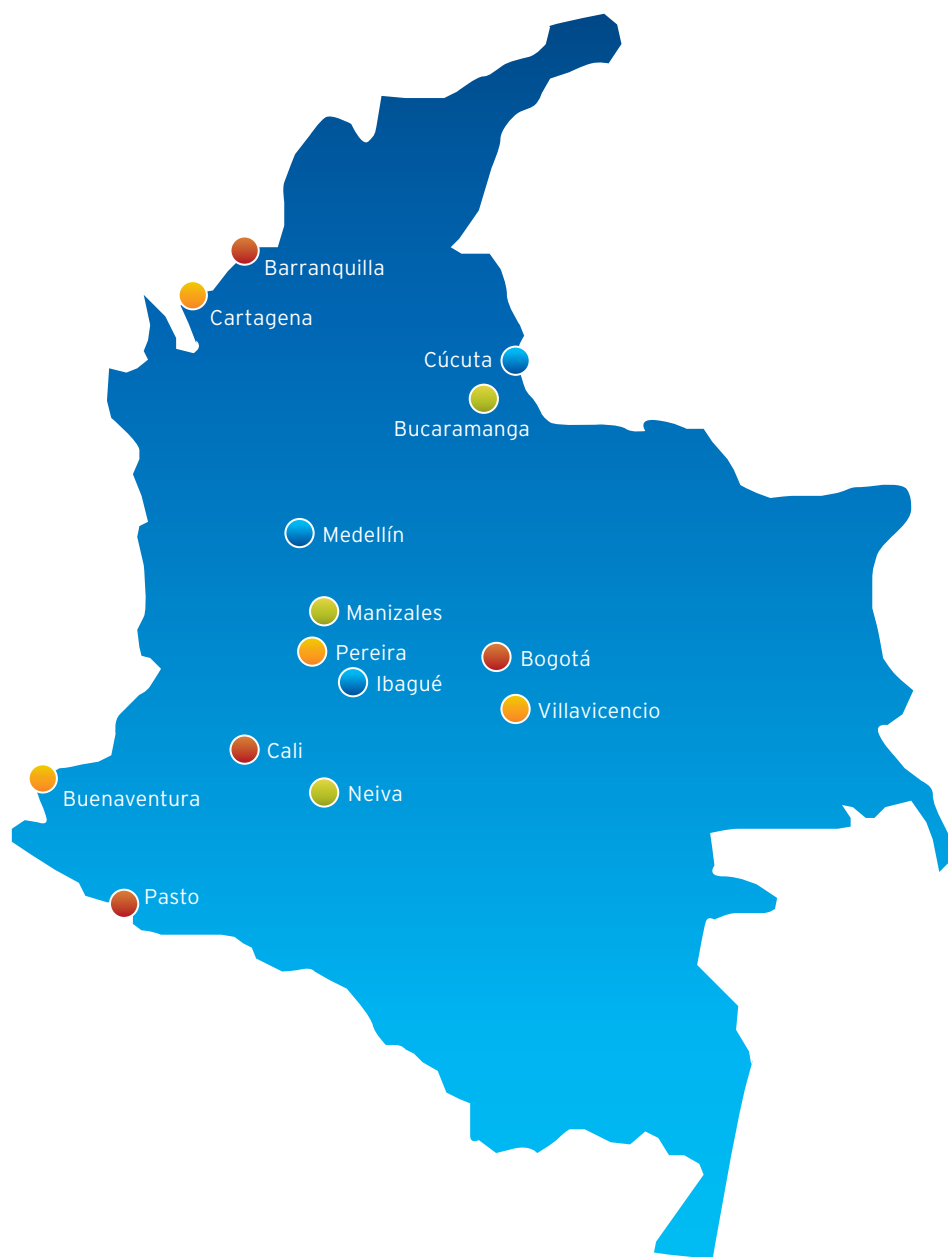 Barranquilla
Cartagena
Cúcuta
Bucaramanga
Medellín
Manizales
Pereira
Bogotá
Ibagué
Villavicencio
Cali
Neiva
Buenaventura
Pasto